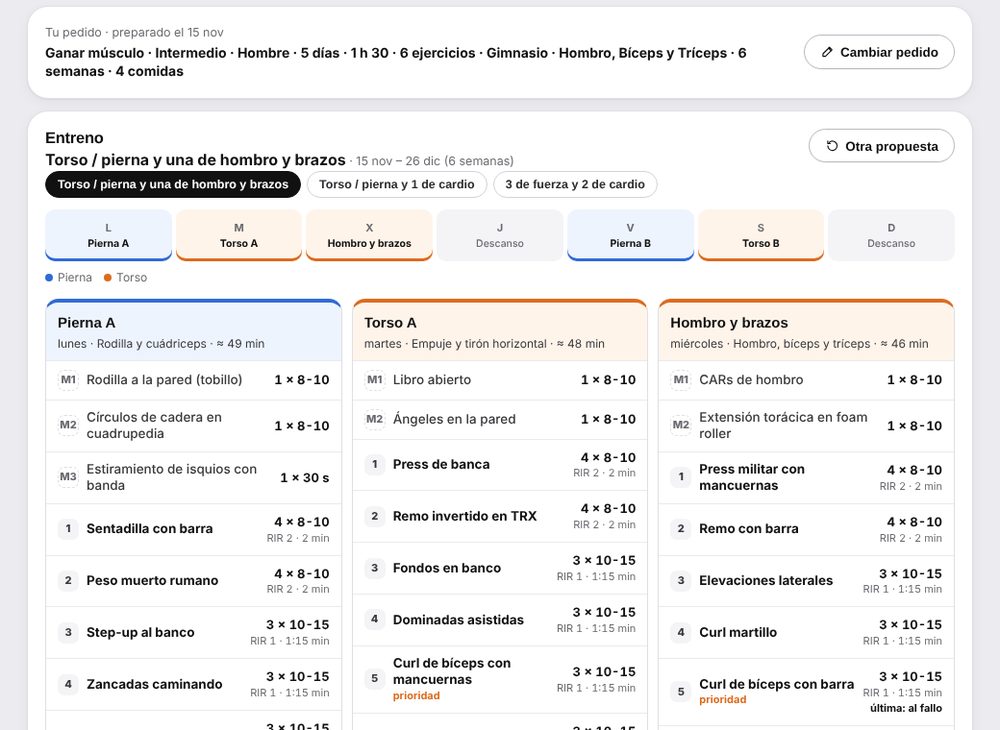 Tu pedido · preparado el 15 nov
Ganar músculo · Intermedio · Hombre · 5 días · 1 h 30 · 6 ejercicios · Gimnasio · Hombro, Bíceps y Tríceps · 6
semanas · 4 comidas
Cambiar pedido
Entreno
Torso / pierna y una de hombro y brazos · 15 nov – 26 dic (6 semanas)
Otra propuesta
Torso / pierna y una de hombro y brazos
Torso / pierna y 1 de cardio
3 de fuerza y 2 de cardio
L
Pierna A
M
Torso A
X
Hombro y brazos
J
Descanso
V
Pierna B
S
Torso B
D
Descanso
Pierna
Torso
Pierna A
lunes · Rodilla y cuádriceps · ≈ 49 min
M1 Rodilla a la pared (tobillo) 1 × 8-10
M2 Círculos de cadera en
cuadrupedia 1 × 8-10
M3 Estiramiento de isquios con
banda 1 × 30 s
1 Sentadilla con barra 4 × 8-10
RIR 2 · 2 min
2 Peso muerto rumano 4 × 8-10
RIR 2 · 2 min
3 Step-up al banco 3 × 10-15
RIR 1 · 1:15 min
4 Zancadas caminando 3 × 10-15
RIR 1 · 1:15 min
3 × 10-15
Torso A
martes · Empuje y tirón horizontal · ≈ 48 min
M1 Libro abierto 1 × 8-10
M2 Ángeles en la pared 1 × 8-10
1 Press de banca 4 × 8-10
RIR 2 · 2 min
2 Remo invertido en TRX 4 × 8-10
RIR 2 · 2 min
3 Fondos en banco 3 × 10-15
RIR 1 · 1:15 min
4 Dominadas asistidas 3 × 10-15
RIR 1 · 1:15 min
5 Curl de bíceps con
mancuernas 3 × 10-15
prioridad RIR 1 · 1:15 min
3 × 10-15
Hombro y brazos
miércoles · Hombro, bíceps y tríceps · ≈ 46 min
M1 CARs de hombro 1 × 8-10
M2 Extensión torácica en foam
roller 1 × 8-10
1 Press militar con
mancuernas 4 × 8-10
RIR 2 · 2 min
2 Remo con barra 4 × 8-10
RIR 2 · 2 min
3 Elevaciones laterales 3 × 10-15
RIR 1 · 1:15 min
4 Curl martillo 3 × 10-15
RIR 1 · 1:15 min
5 Curl de bíceps con barra 3 × 10-15
prioridad RIR 1 · 1:15 min
última: al fallo